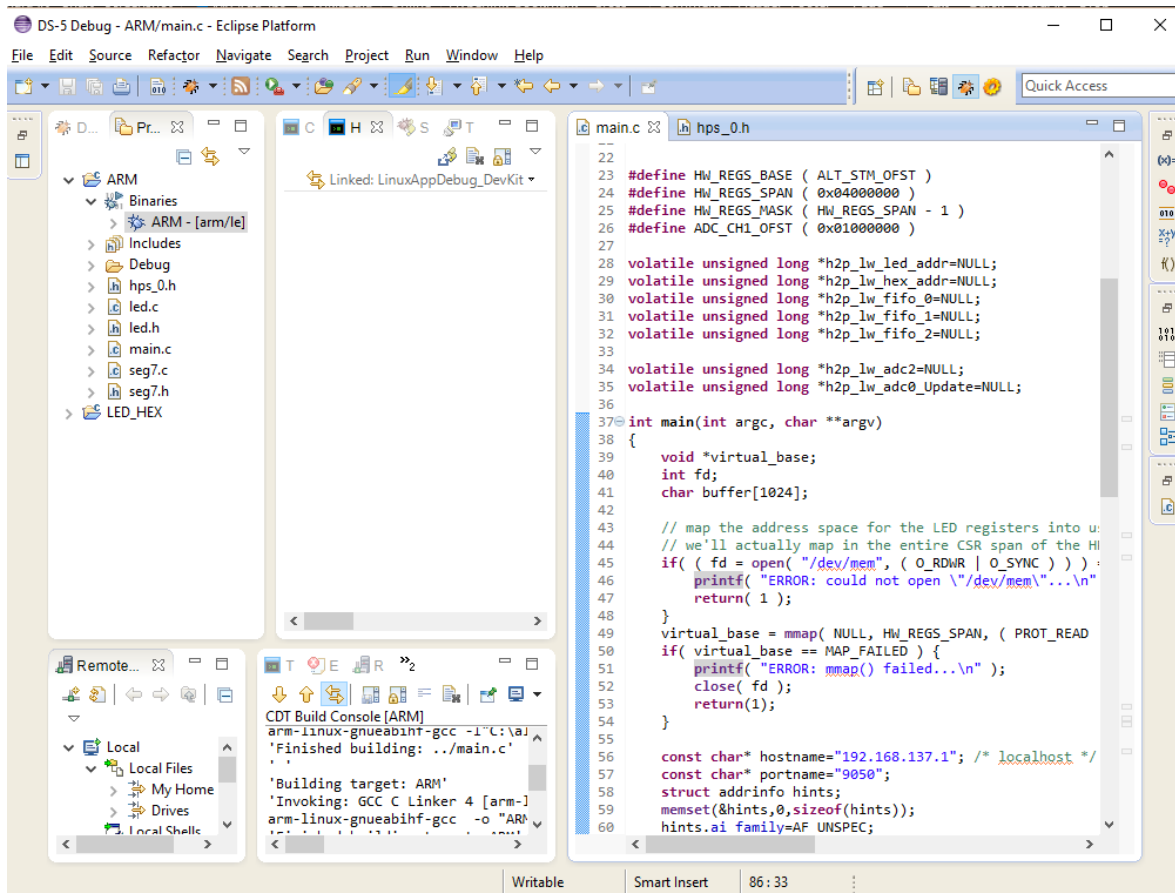 DS-5 Debug - ARM/main.c - Eclipse Platform
File Edit Source Refactor Navigate Search Project Run Window Help
Quick Access
D... Pr...
ARM
Binaries
ARM - [arm/le]
Includes
Debug
hps_0.h
led.c
led.h
main.c
seg7.c
seg7.h
LED_HEX
C H S T
Linked: LinuxAppDebug_DevKit
main.c hps_0.h
22
23 #define HW_REGS_BASE ( ALT_STM_OFST )
24 #define HW_REGS_SPAN ( 0x04000000 )
25 #define HW_REGS_MASK ( HW_REGS_SPAN - 1 )
26 #define ADC_CH1_OFST ( 0x01000000 )
27
28 volatile unsigned long *h2p_lw_led_addr=NULL;
29 volatile unsigned long *h2p_lw_hex_addr=NULL;
30 volatile unsigned long *h2p_lw_fifo_0=NULL;
31 volatile unsigned long *h2p_lw_fifo_1=NULL;
32 volatile unsigned long *h2p_lw_fifo_2=NULL;
33
34 volatile unsigned long *h2p_lw_adc2=NULL;
35 volatile unsigned long *h2p_lw_adc0_Update=NULL;
36
37 int main(int argc, char **argv)
38 {
39 void *virtual_base;
40 int fd;
41 char buffer[1024];
42
43 // map the address space for the LED registers into
44 // we'll actually map in the entire CSR span of the
45 if( ( fd = open( "/dev/mem", ( O_RDWR | O_SYNC ) ) ) =
46 printf( "ERROR: could not open \"/dev/mem\"...\n"
47 return( 1 );
48 }
49 virtual_base = mmap( NULL, HW_REGS_SPAN, ( PROT_READ
50 if( virtual_base == MAP_FAILED ) {
51 printf( "ERROR: mmap() failed...\n" );
52 close( fd );
53 return(1);
54 }
55
56 const char* hostname="192.168.137.1"; /* localhost */
57 const char* portname="9050";
58 struct addrinfo hints;
59 memset(&hints,0,sizeof(hints));
60 hints.ai_family=AF_UNSPEC;
Remote...
Local
Local Files
My Home
Drives
Local Shells
T E R »2
CDT Build Console [ARM]
arm-linux-gnueabihf-gcc -I"C:\al
'Finished building: ../main.c'
' '
'Building target: ARM'
'Invoking: GCC C Linker 4 [arm-l
arm-linux-gnueabihf-gcc -o "ARM
Writable Smart Insert 86 : 33